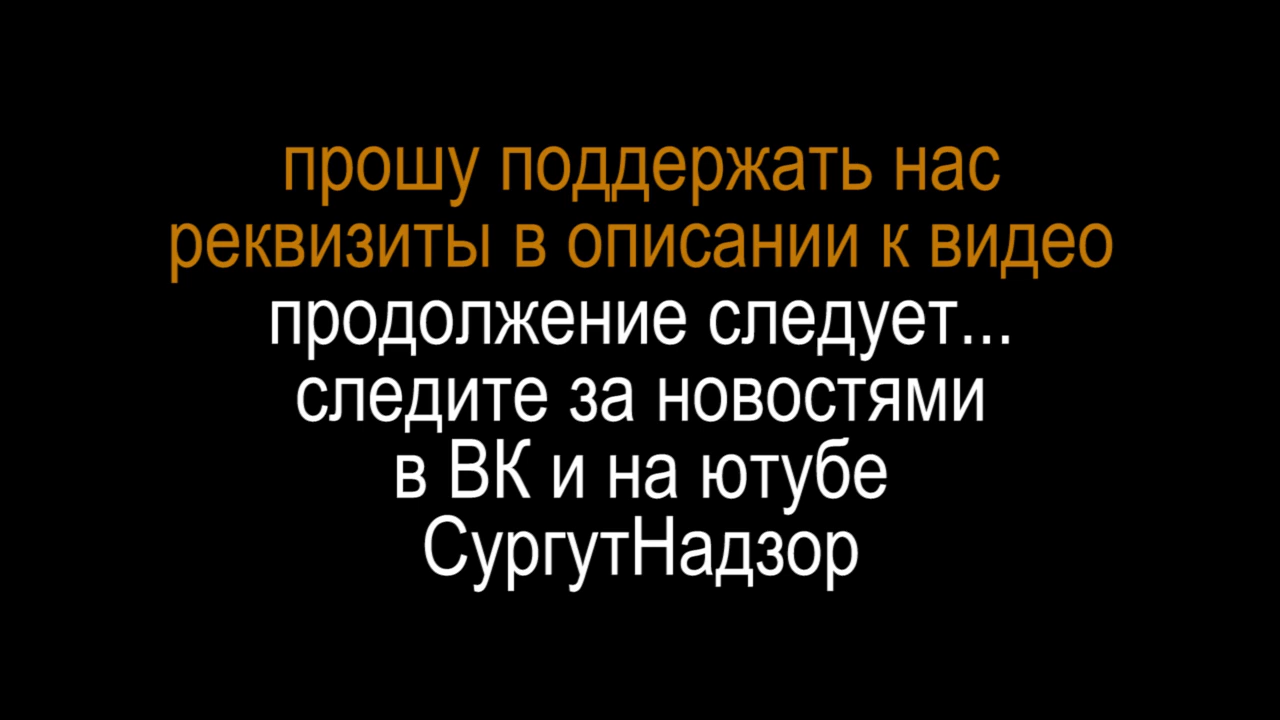 прошу поддержать нас
реквизиты в описании к видео
продолжение следует...
следите за новостями
в ВК и на ютубе
СургутНадзор